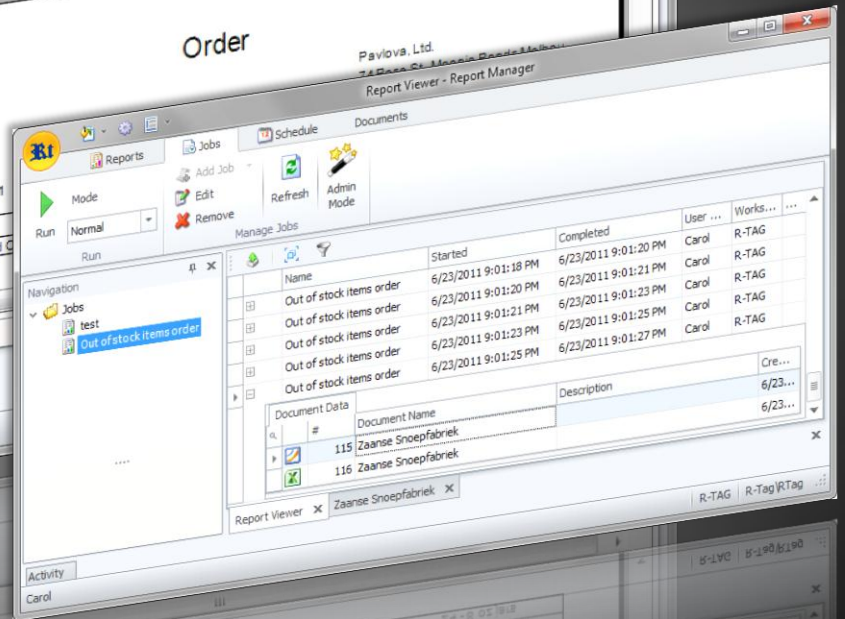 Order
Pavlova, Ltd.
74 Rose St. Moonie Ponds Melbou
Report Viewer - Report Manager
Rt
Reports
Jobs
Schedule
Documents
Run
Mode
Normal
Run
Add Job
Edit
Remove
Refresh
Admin
Mode
Manage Jobs
Navigation
Jobs
test
Out of stock items order
....
Name Started Completed User ... Works... ...
Out of stock items order 6/23/2011 9:01:18 PM 6/23/2011 9:01:20 PM Carol R-TAG
Out of stock items order 6/23/2011 9:01:20 PM 6/23/2011 9:01:21 PM Carol R-TAG
Out of stock items order 6/23/2011 9:01:21 PM 6/23/2011 9:01:23 PM Carol R-TAG
Out of stock items order 6/23/2011 9:01:23 PM 6/23/2011 9:01:25 PM Carol R-TAG
Out of stock items order 6/23/2011 9:01:25 PM 6/23/2011 9:01:27 PM Carol R-TAG
Document Data
# Document Name Description Cre...
115 Zaanse Snoepfabriek 6/23...
116 Zaanse Snoepfabriek 6/23...
Report Viewer Zaanse Snoepfabriek
R-TAG R-Tag\RTag
Activity
Carol